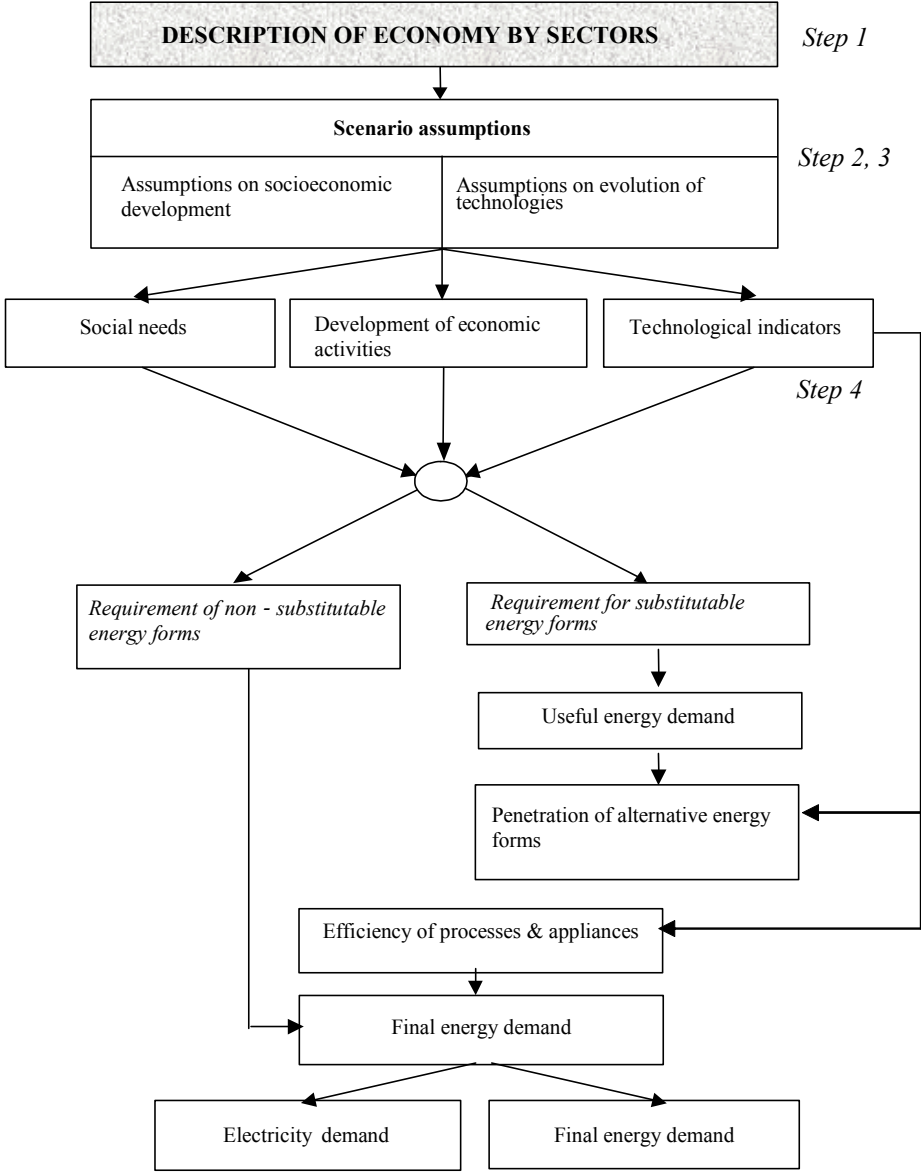 DESCRIPTION OF ECONOMY BY SECTORS
Step 1
Scenario assumptions
Step 2, 3
Assumptions on socioeconomic
development
Assumptions on evolution of
technologies
Social needs
Development of economic
activities
Technological indicators
Step 4
Requirement of non - substitutable
energy forms
Requirement for substitutable
energy forms
Useful energy demand
Penetration of alternative energy
forms
Efficiency of processes & appliances
Final energy demand
Electricity demand
Final energy demand